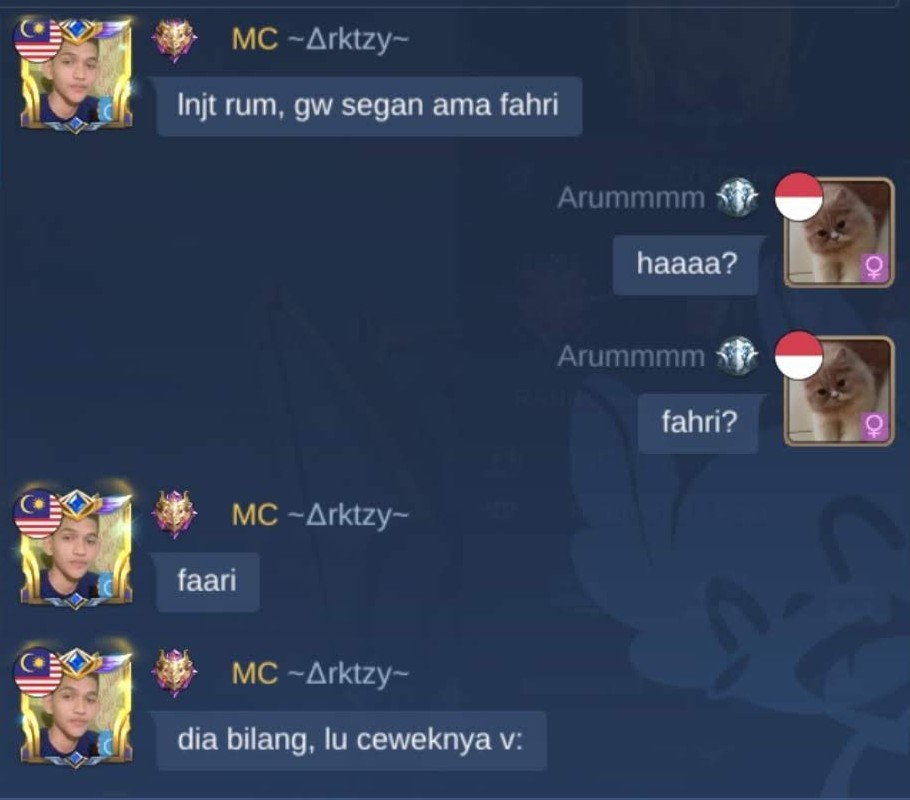 MC ~Δrktzy~
Injt rum, gw segan ama fahri
Arummmm
haaaa?
Arummmm
fahri?
MC ~Δrktzy~
faari
MC ~Δrktzy~
dia bilang, lu ceweknya v: